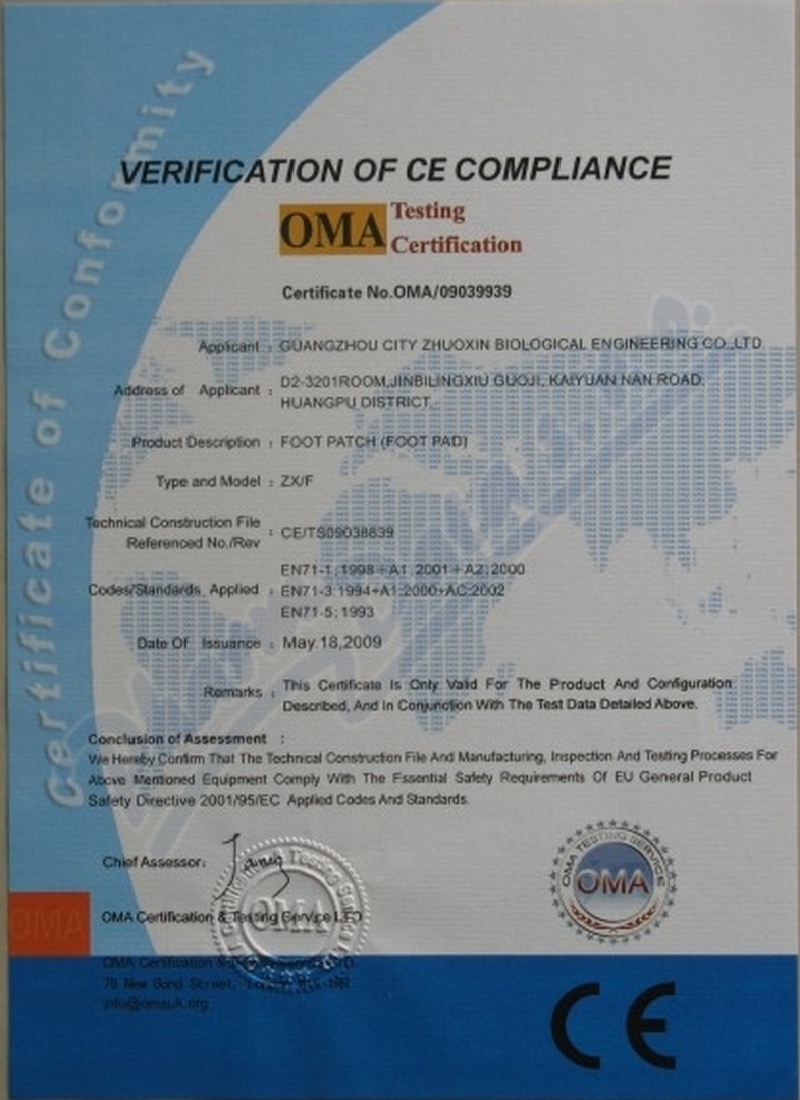 Certificate of Conformity
VERIFICATION OF CE COMPLIANCE
OMA Testing
Certification
Certificate No.OMA/09039939
Applicant : GUANGZHOU CITY ZHUOXIN BIOLOGICAL ENGINEERING CO.,LTD.
Address of Applicant : D2-3201ROOM,JINBILINGXIU GUOJI, KAIYUAN NAN ROAD,
HUANGPU DISTRICT.
Product Description : FOOT PATCH (FOOT PAD)
Type and Model : ZX/F
Technical Construction File
Referenced No./Rev : CE/TS09038839
EN71-1: 1998+A1: 2001+A2: 2000
Codes/Standards Applied : EN71-3: 1994+A1: 2000+AC: 2002
EN71-5: 1993
Date Of Issuance : May.18,2009
Remarks : This Certificate Is Only Valid For The Product And Configuration
Described, And In Conjunction With The Test Data Detailed Above.
Conclusion of Assessment :
We Hereby Confirm That The Technical Construction File And Manufacturing, Inspection And Testing Processes For
Above Mentioned Equipment Comply With The Essential Safety Requirements Of EU General Product
Safety Directive 2001/95/EC Applied Codes And Standards.
Chief Assessor:
OMA TESTING SERVICE
OMA
OMA
OMA
OMA Certification & Testing Service LTD
OMA Certification
78 New Bond Street,
info@omauk.org
CE